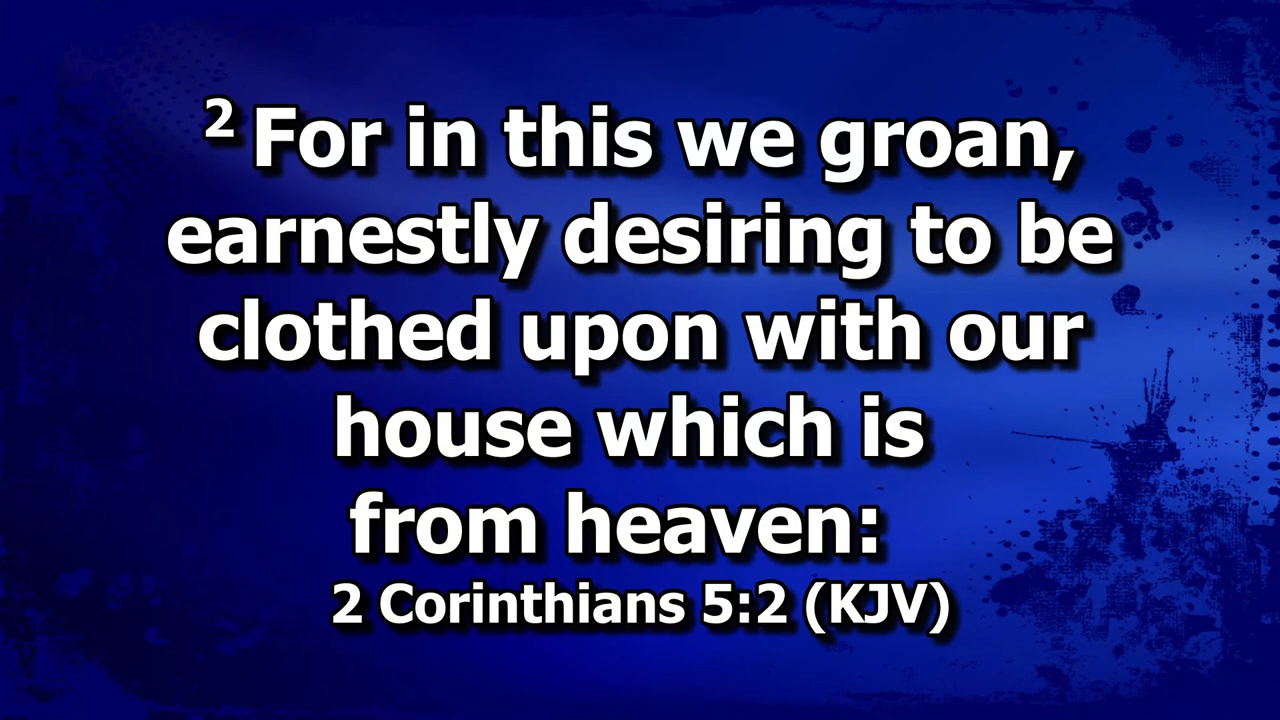 2 For in this we groan,
earnestly desiring to be
clothed upon with our
house which is
from heaven:
2 Corinthians 5:2 (KJV)